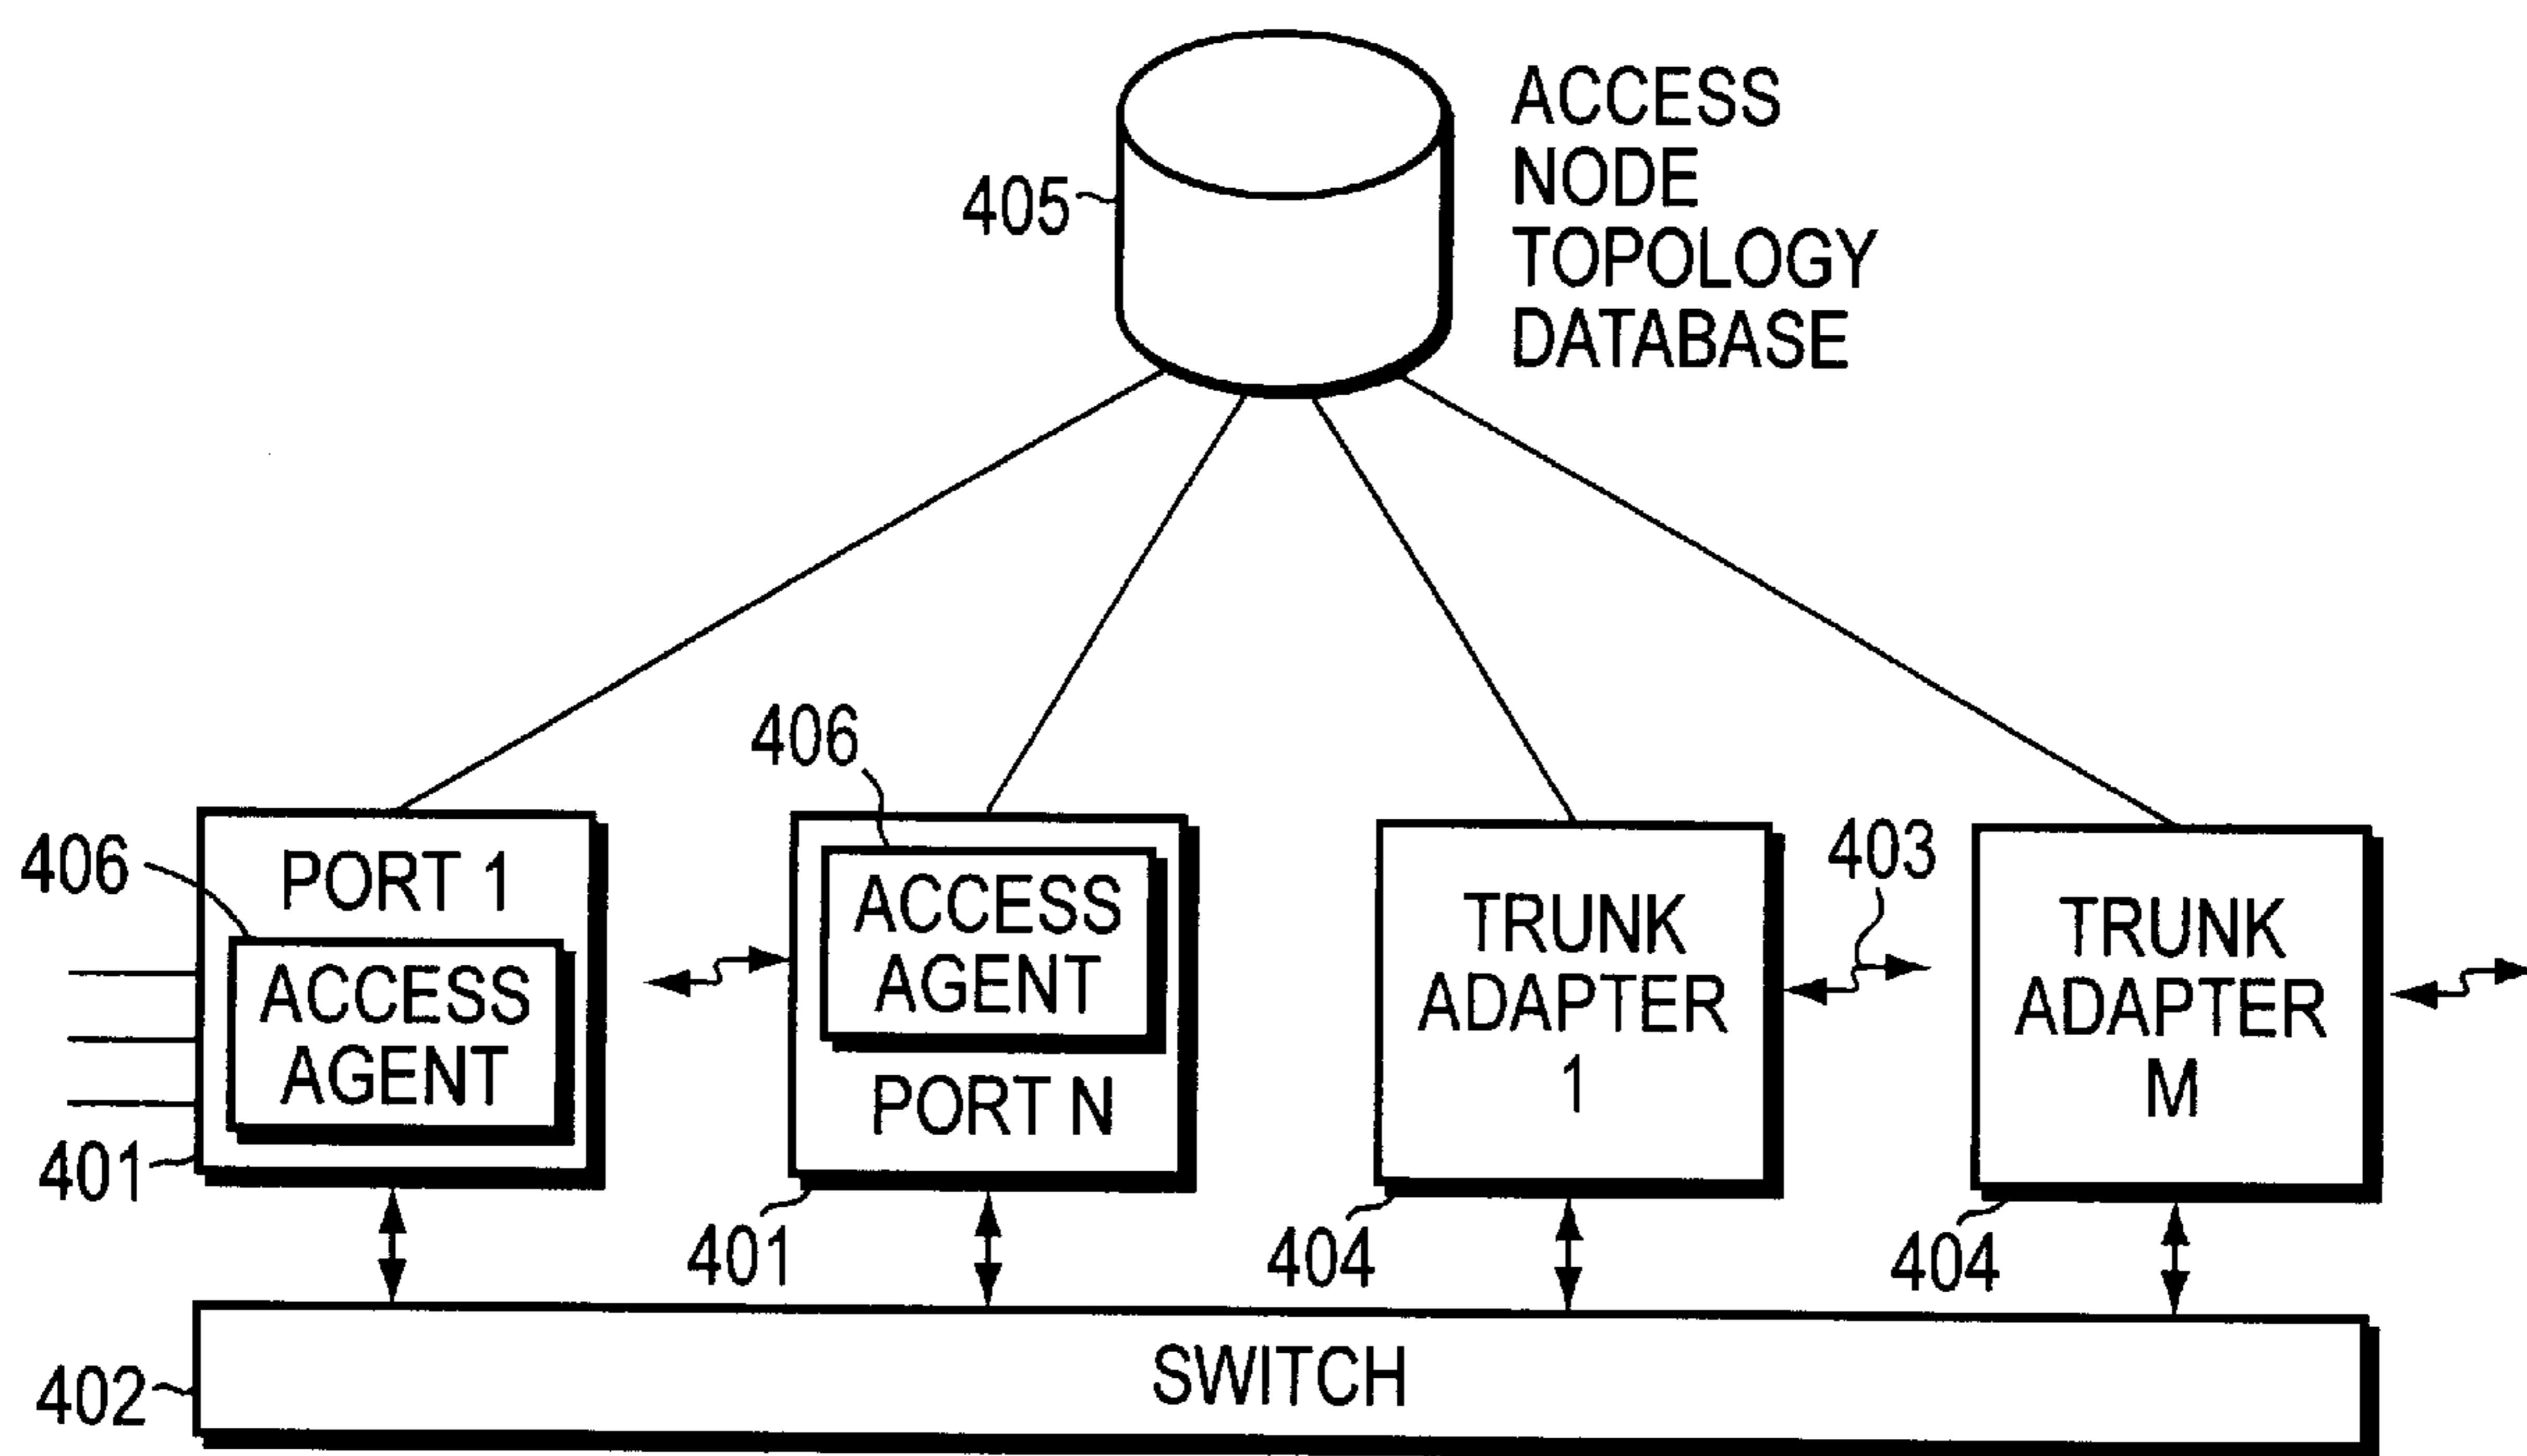 ACCESS
NODE
TOPOLOGY
DATABASE
405
406
406
PORT 1
ACCESS
AGENT
ACCESS
AGENT
PORT N
TRUNK
ADAPTER
1
403
TRUNK
ADAPTER
M
401
401
404
404
SWITCH
402